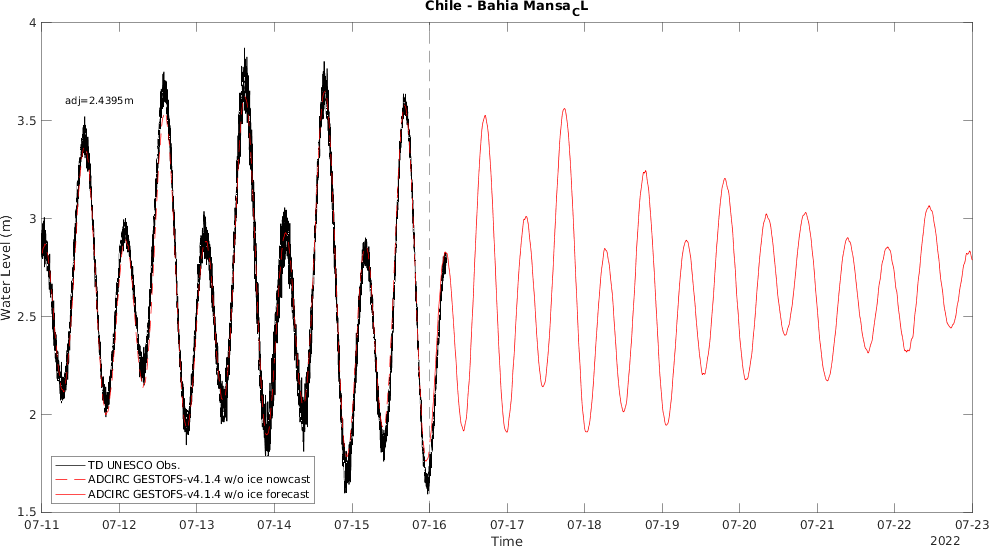 Chile - Bahia Mansa_CL
4
adj=2.4395m
3.5
3
Water Level (m)
2.5
2
TD UNESCO Obs.
ADCIRC GESTOFS-v4.1.4 w/o ice nowcast
ADCIRC GESTOFS-v4.1.4 w/o ice forecast
1.5
07-11 07-12 07-13 07-14 07-15 07-16 07-17 07-18 07-19 07-20 07-21 07-22 07-23
Time
2022